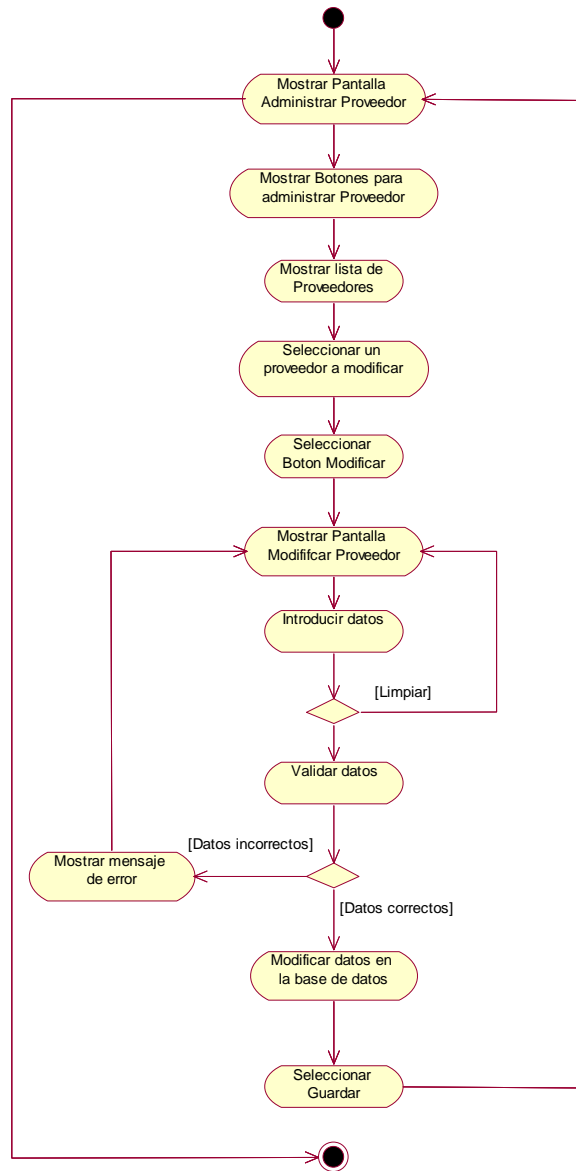 Mostrar Pantalla
Administrar Proveedor
Mostrar Botones para
administrar Proveedor
Mostrar lista de
Proveedores
Seleccionar un
proveedor a modificar
Seleccionar
Boton Modificar
Mostrar Pantalla
Modififcar Proveedor
Introducir datos
[Limpiar]
Validar datos
[Datos incorrectos]
Mostrar mensaje
de error
[Datos correctos]
Modificar datos en
la base de datos
Seleccionar
Guardar